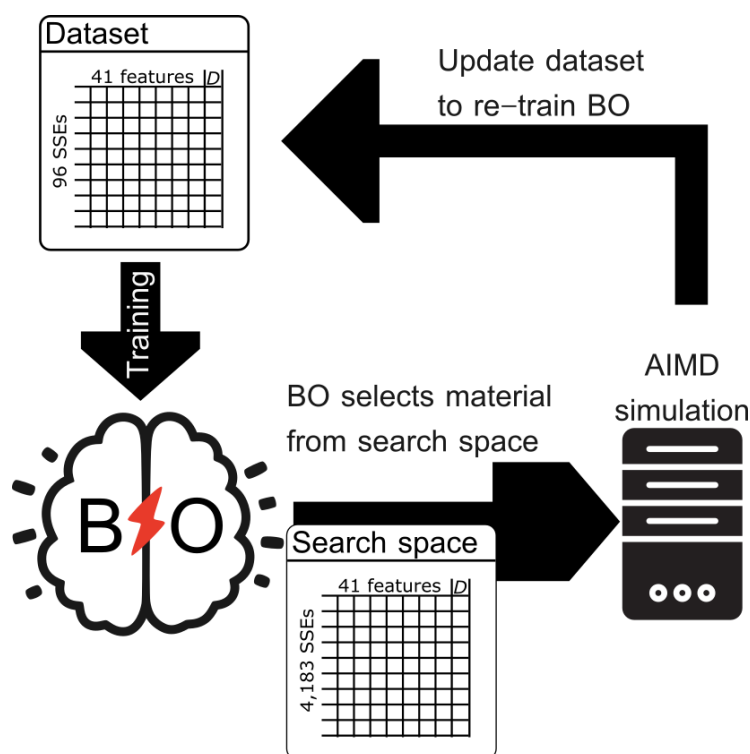 Dataset
41 features D
96 SSEs
Update dataset
to re-train BO
Training
BO selects material
from search space
AIMD
simulation
B O
Search space
41 features D
4,183 SSEs